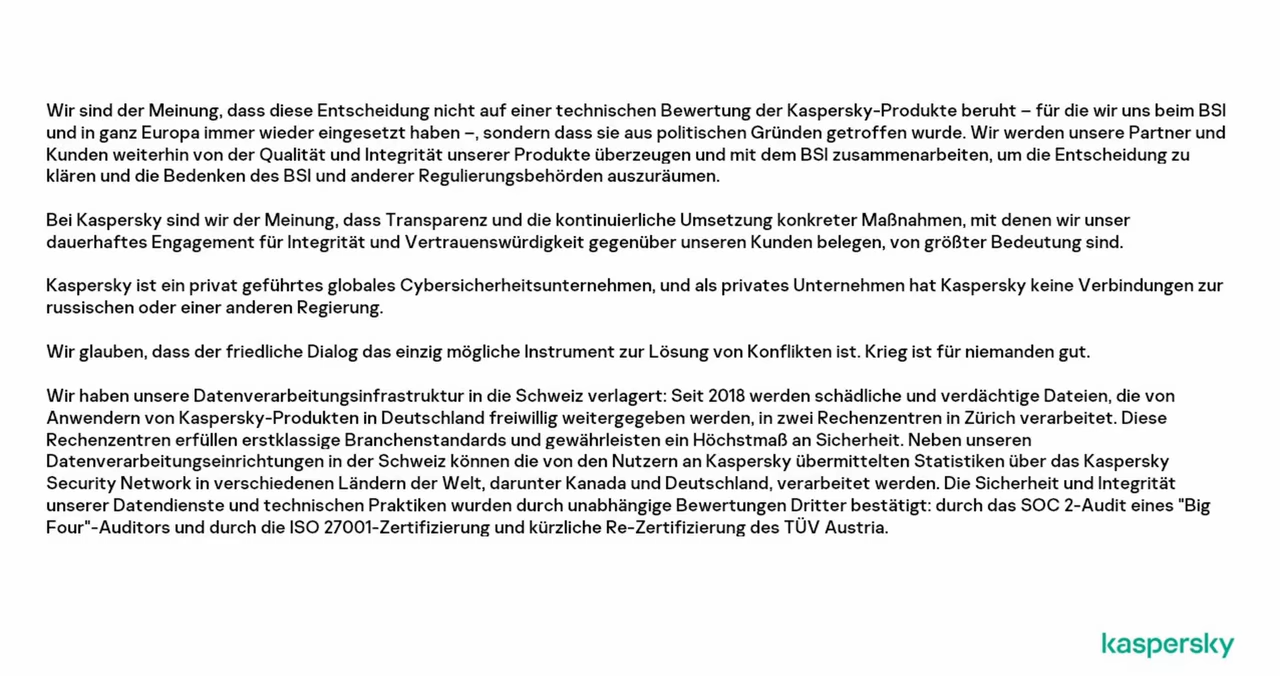 Wir sind der Meinung, dass diese Entscheidung nicht auf einer technischen Bewertung der Kaspersky-Produkte beruht – für die wir uns beim BSI
und in ganz Europa immer wieder eingesetzt haben –, sondern dass sie aus politischen Gründen getroffen wurde. Wir werden unsere Partner und
Kunden weiterhin von der Qualität und Integrität unserer Produkte überzeugen und mit dem BSI zusammenarbeiten, um die Entscheidung zu
klären und die Bedenken des BSI und anderer Regulierungsbehörden auszuräumen.
Bei Kaspersky sind wir der Meinung, dass Transparenz und die kontinuierliche Umsetzung konkreter Maßnahmen, mit denen wir unser
dauerhaftes Engagement für Integrität und Vertrauenswürdigkeit gegenüber unseren Kunden belegen, von größter Bedeutung sind.
Kaspersky ist ein privat geführtes globales Cybersicherheitsunternehmen, und als privates Unternehmen hat Kaspersky keine Verbindungen zur
russischen oder einer anderen Regierung.
Wir glauben, dass der friedliche Dialog das einzig mögliche Instrument zur Lösung von Konflikten ist. Krieg ist für niemanden gut.
Wir haben unsere Datenverarbeitungsinfrastruktur in die Schweiz verlagert: Seit 2018 werden schädliche und verdächtige Dateien, die von
Anwendern von Kaspersky-Produkten in Deutschland freiwillig weitergegeben werden, in zwei Rechenzentren in Zürich verarbeitet. Diese
Rechenzentren erfüllen erstklassige Branchenstandards und gewährleisten ein Höchstmaß an Sicherheit. Neben unseren
Datenverarbeitungseinrichtungen in der Schweiz können die von den Nutzern an Kaspersky übermittelten Statistiken über das Kaspersky
Security Network in verschiedenen Ländern der Welt, darunter Kanada und Deutschland, verarbeitet werden. Die Sicherheit und Integrität
unserer Datendienste und technischen Praktiken wurden durch unabhängige Bewertungen Dritter bestätigt: durch das SOC 2-Audit eines "Big
Four"-Auditors und durch die ISO 27001-Zertifizierung und kürzliche Re-Zertifizierung des TÜV Austria.
kaspersky